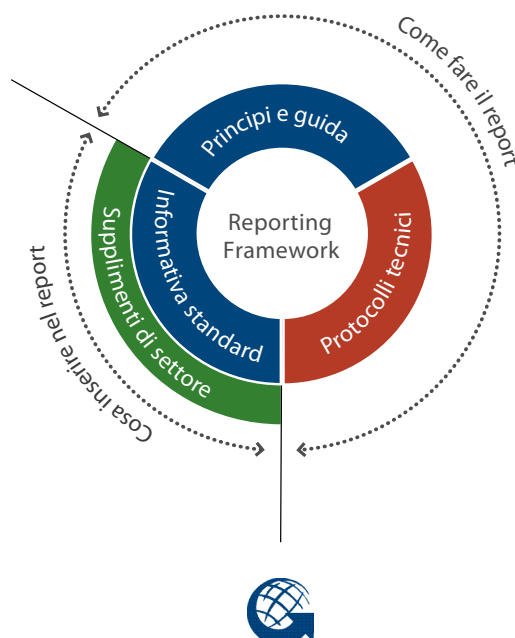 Come fare il report
Principi e guida
Reporting
Framework
Informativa standard
Protocolli tecnici
Supplimenti di settore
Cosa inserire nel report